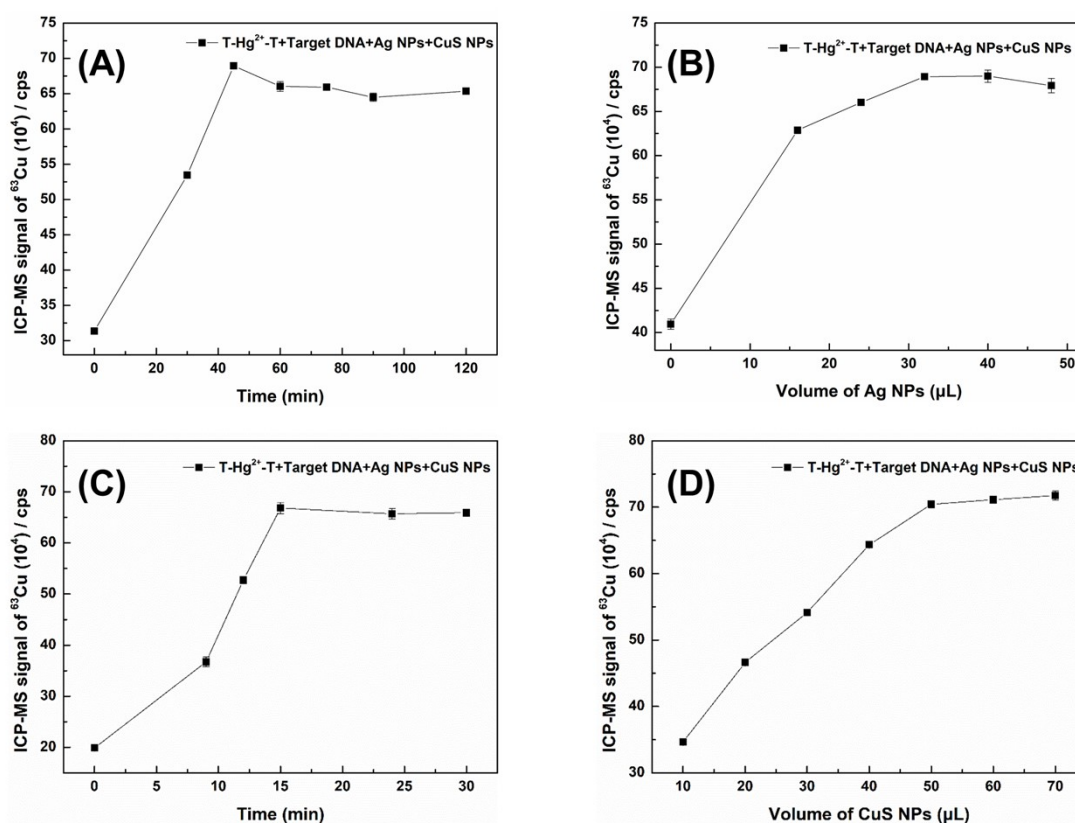 (A)
T-Hg²⁺-T+Target DNA+Ag NPs+CuS NPs
ICP-MS signal of ⁶³Cu (10⁴) / cps
75
70
65
60
55
50
45
40
35
30
0 20 40 60 80 100 120
Time (min)
(B)
T-Hg²⁺-T+Target DNA+Ag NPs+CuS NPs
ICP-MS signal of ⁶³Cu (10⁴) / cps
75
70
65
60
55
50
45
40
0 10 20 30 40 50
Volume of Ag NPs (µL)
(C)
T-Hg²⁺-T+Target DNA+Ag NPs+CuS NPs
ICP-MS signal of ⁶³Cu (10⁴) / cps
80
70
60
50
40
30
20
0 5 10 15 20 25 30
Time (min)
(D)
T-Hg²⁺-T+Target DNA+Ag NPs+CuS NPs
ICP-MS signal of ⁶³Cu (10⁴) / cps
80
70
60
50
40
30
10 20 30 40 50 60 70
Volume of CuS NPs (µL)